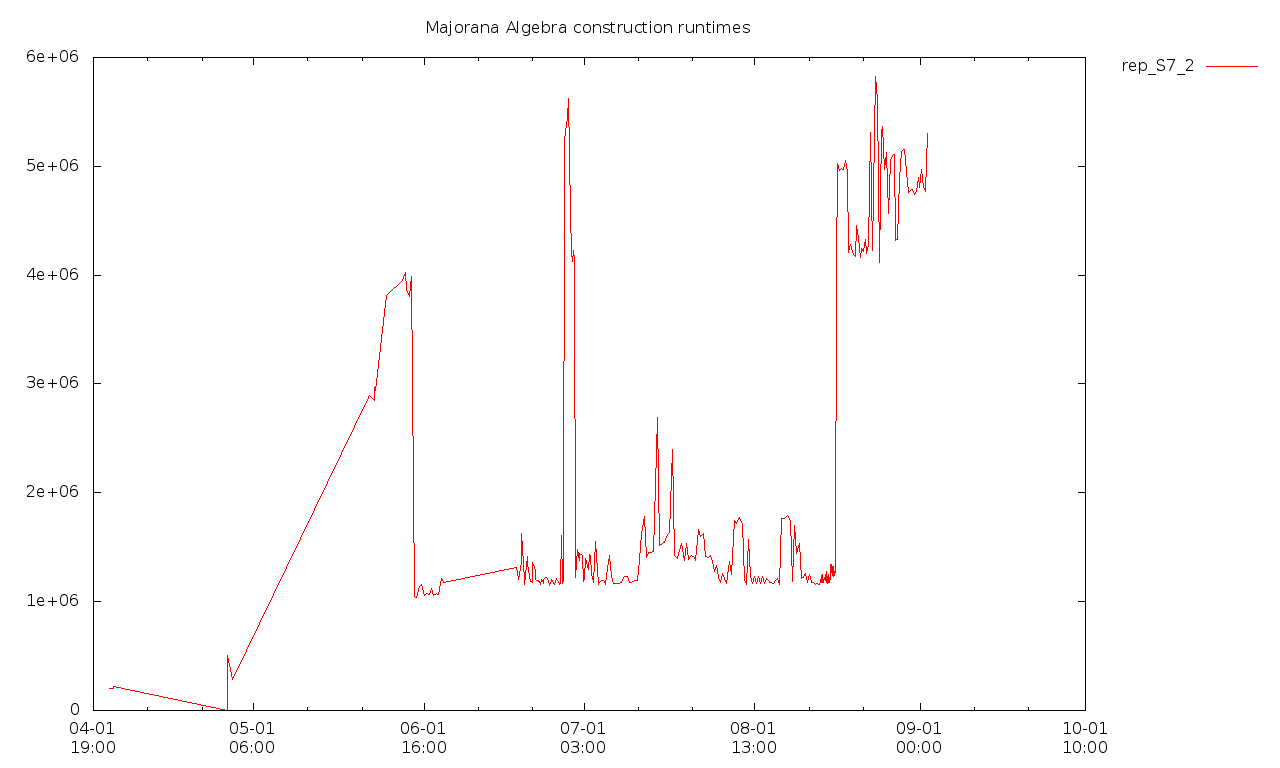 Majorana Algebra construction runtimes
6e+06
rep_S7_2
5e+06
4e+06
3e+06
2e+06
1e+06
0
04-01 05-01 06-01 07-01 08-01 09-01 10-01
19:00 06:00 16:00 03:00 13:00 00:00 10:00